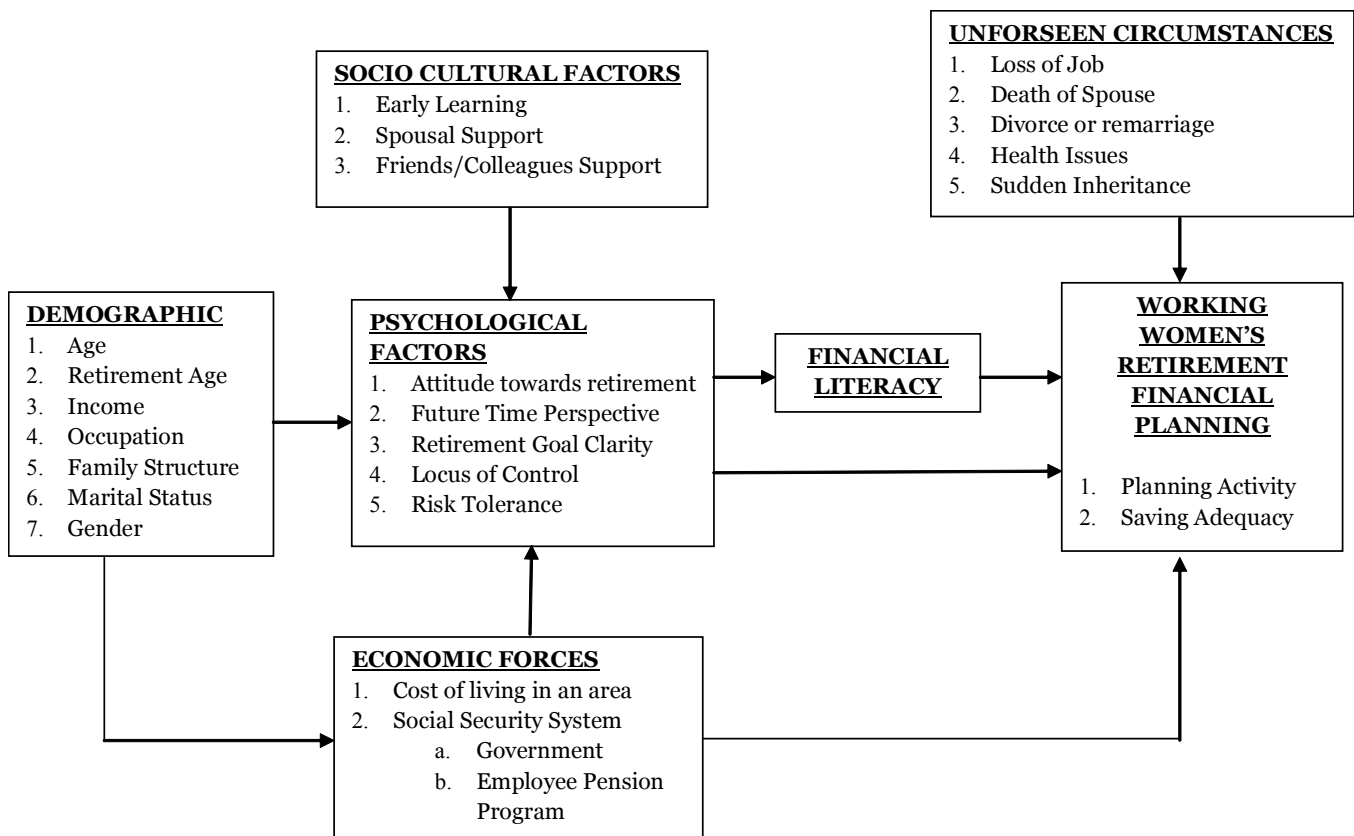 UNFORSEEN CIRCUMSTANCES
1. Loss of Job
2. Death of Spouse
3. Divorce or remarriage
4. Health Issues
5. Sudden Inheritance
SOCIO CULTURAL FACTORS
1. Early Learning
2. Spousal Support
3. Friends/Colleagues Support
DEMOGRAPHIC
1. Age
2. Retirement Age
3. Income
4. Occupation
5. Family Structure
6. Marital Status
7. Gender
PSYCHOLOGICAL
FACTORS
1. Attitude towards retirement
2. Future Time Perspective
3. Retirement Goal Clarity
4. Locus of Control
5. Risk Tolerance
FINANCIAL
LITERACY
WORKING
WOMEN’S
RETIREMENT
FINANCIAL
PLANNING
1. Planning Activity
2. Saving Adequacy
ECONOMIC FORCES
1. Cost of living in an area
2. Social Security System
a. Government
b. Employee Pension
Program